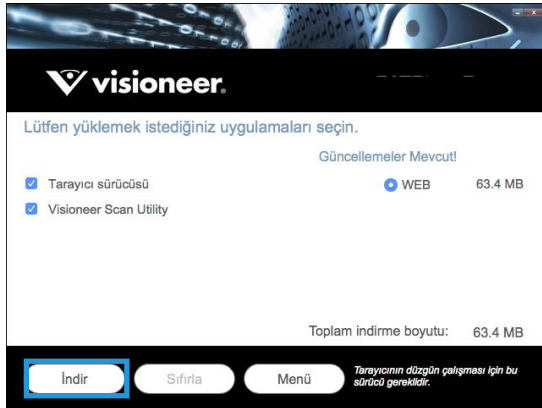 visioneer®
Lütfen yüklemek istediğiniz uygulamaları seçin.
Güncellemeler Mevcut!
Tarayıcı sürücüsü WEB 63.4 MB
Visioneer Scan Utility
Toplam indirme boyutu: 63.4 MB
İndir Sıfırla Menü
Tarayıcının düzgün çalışması için bu
sürücü gereklidir.